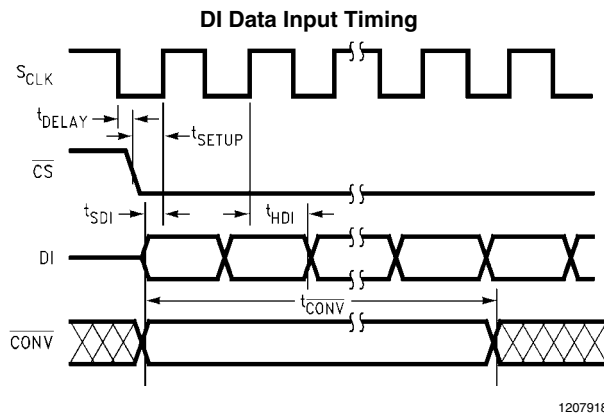 DI Data Input Timing
SCLK
tDELAY
tSETUP
CS
tSDI
tHDI
DI
tCONV
CONV
1207918